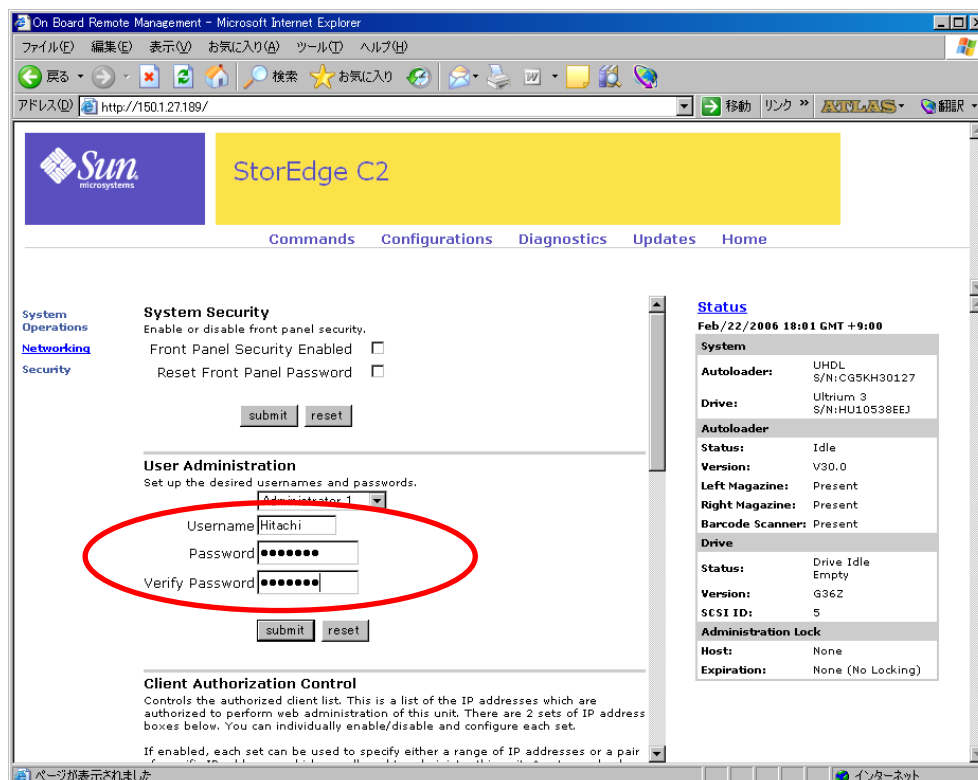 On Board Remote Management - Microsoft Internet Explorer
ファイル(F) 編集(E) 表示(V) お気に入り(A) ツール(T) ヘルプ(H)
戻る 検索 お気に入り
アドレス(D) http://150.1.27.189/ 移動 リンク » ATLAS 翻訳
Sun microsystems
StorEdge C2
Commands Configurations Diagnostics Updates Home
System Operations
Networking
Security
System Security
Enable or disable front panel security.
Front Panel Security Enabled
Reset Front Panel Password
submit reset
User Administration
Set up the desired usernames and passwords.
Administrator 1
Username Hitachi
Password •••••••
Verify Password •••••••
submit reset
Client Authorization Control
Controls the authorized client list. This is a list of the IP addresses which are
authorized to perform web administration of this unit. There are 2 sets of IP address
boxes below. You can individually enable/disable and configure each set.
If enabled, each set can be used to specify either a range of IP addresses or a pair
Status
Feb/22/2006 18:01 GMT +9:00
System
Autoloader: UHDL
S/N:CG5KH30127
Drive: Ultrium 3
S/N:HU10538EEJ
Autoloader
Status: Idle
Version: V30.0
Left Magazine: Present
Right Magazine: Present
Barcode Scanner: Present
Drive
Status: Drive Idle
Empty
Version: G36Z
SCSI ID: 5
Administration Lock
Host: None
Expiration: None (No Locking)
ページが表示されました インターネット